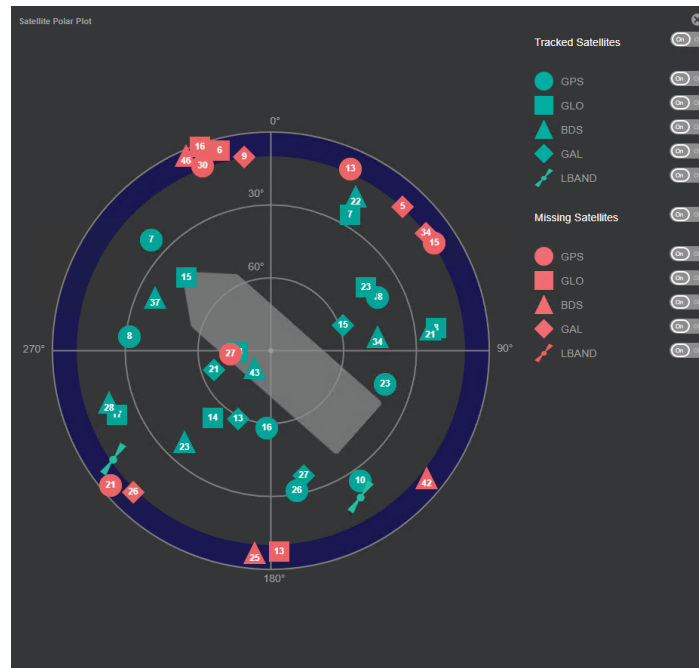 Satellite Polar Plot
Tracked Satellites
On
GPS
On
GLO
On
BDS
On
GAL
On
LBAND
On
Missing Satellites
On
GPS
On
GLO
On
BDS
On
GAL
On
LBAND
On
0°
16
6
9
46
30
13
22
5
30°
7
34
15
7
60°
15
23
37
15
21
8
34
270°
27
90°
21
43
23
28
14
13
17
16
23
27
10
21
26
26
42
25
13
180°